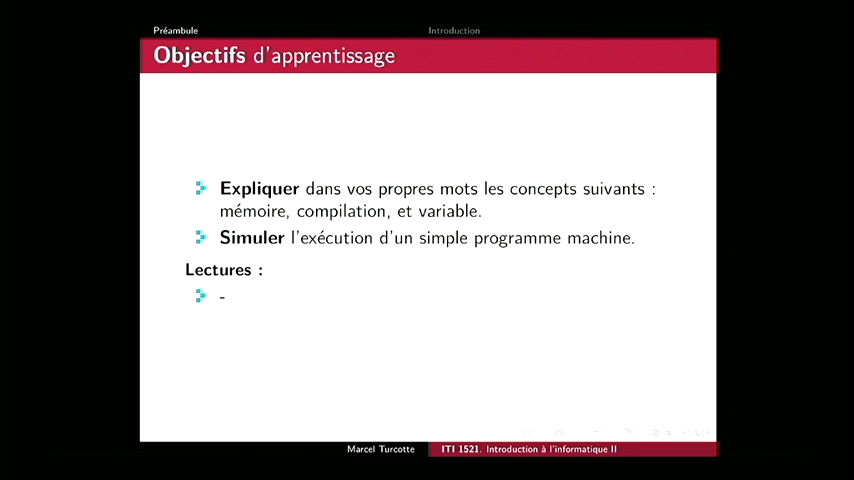 Préambule Introduction
Objectifs d'apprentissage
Expliquer dans vos propres mots les concepts suivants :
mémoire, compilation, et variable.
Simuler l'exécution d'un simple programme machine.
Lectures :
-
Marcel Turcotte ITI 1521. Introduction à l'informatique II